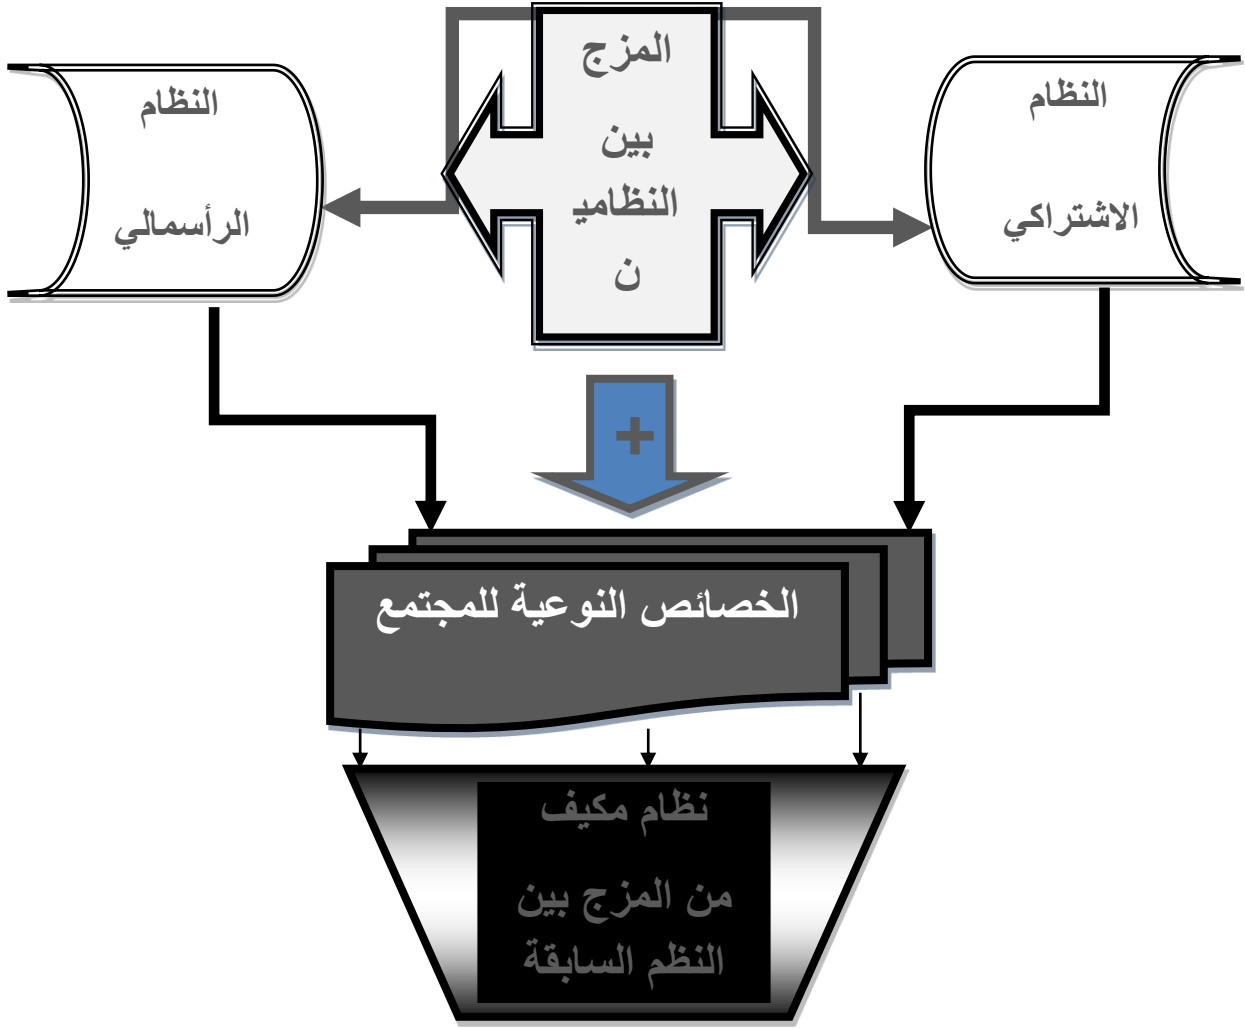 النظام
الاشتراكي
المزج
بين
النظامي
ن
النظام
الرأسمالي
+
الخصائص النوعية للمجتمع
نظام مكيف
من المزج بين
النظم السابقة